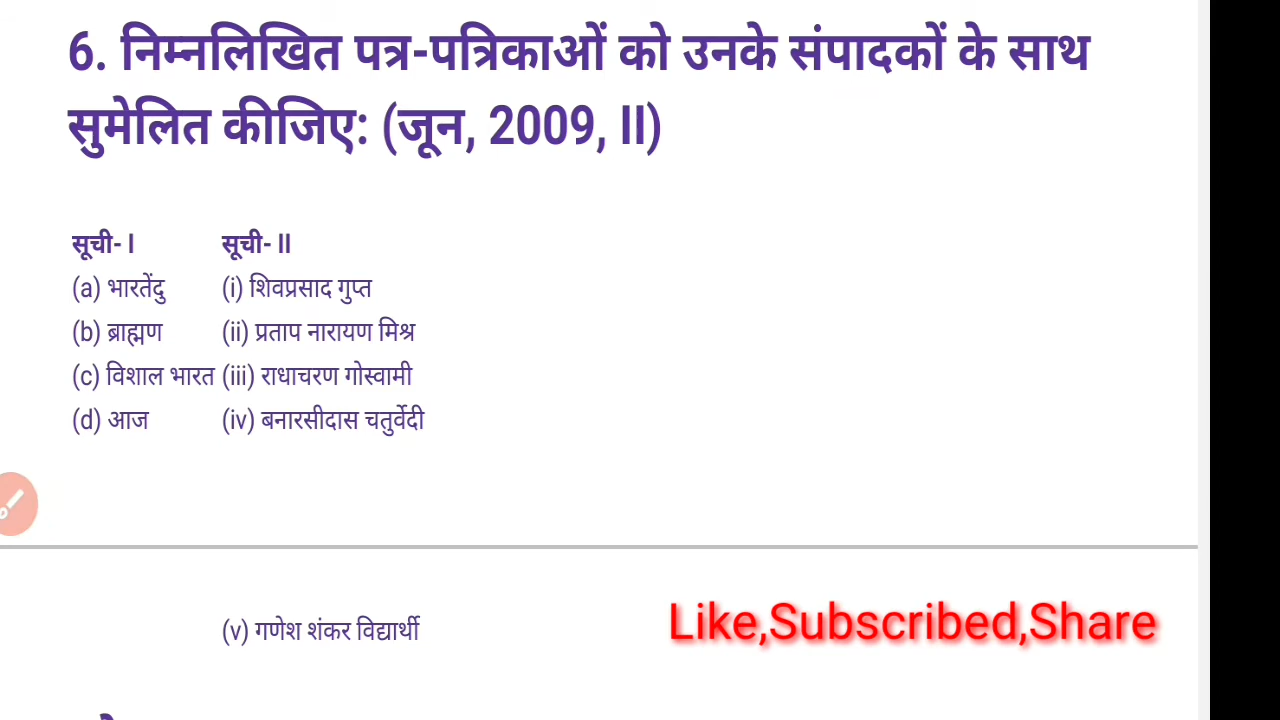 6. निम्नलिखित पत्र-पत्रिकाओं को उनके संपादकों के साथ
सुमेलित कीजिए: (जून, 2009, II)
सूची- I सूची- II
(a) भारतेंदु (i) शिवप्रसाद गुप्त
(b) ब्राह्मण (ii) प्रताप नारायण मिश्र
(c) विशाल भारत (iii) राधाचरण गोस्वामी
(d) आज (iv) बनारसीदास चतुर्वेदी
(v) गणेश शंकर विद्यार्थी
Like,Subscribed,Share